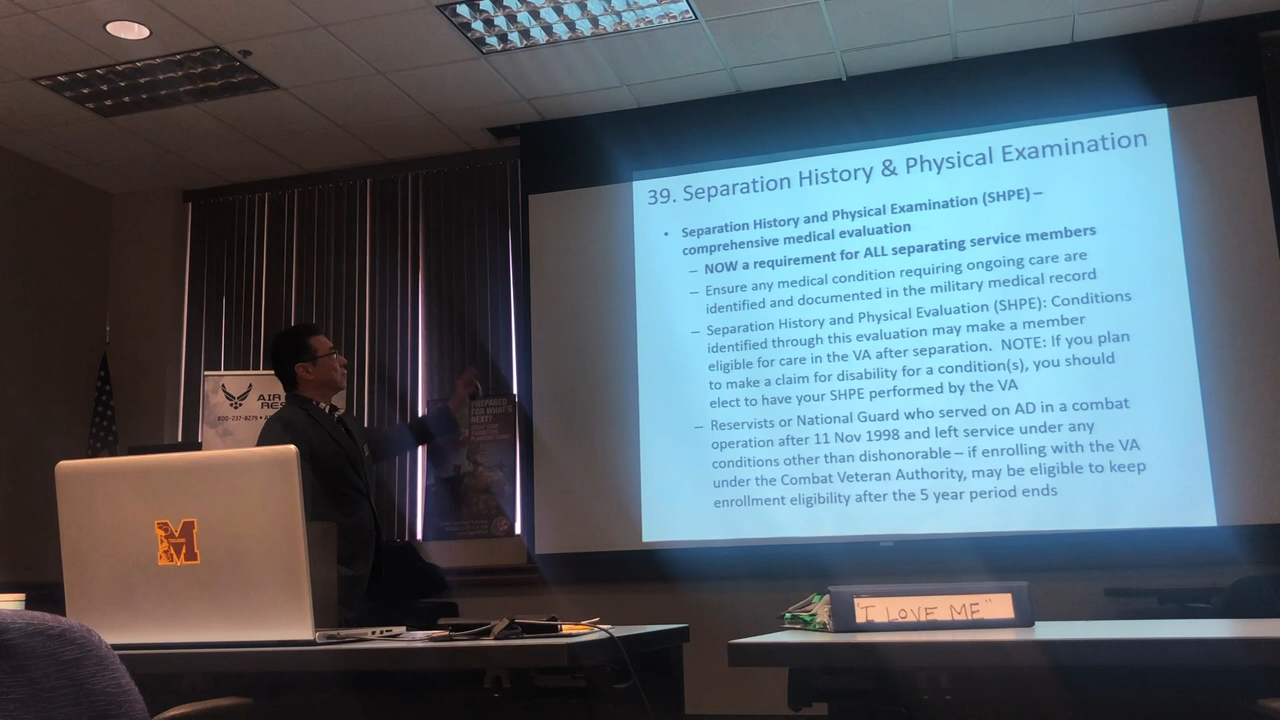 39. Separation History & Physical Examination
• Separation History and Physical Examination (SHPE) –
comprehensive medical evaluation
– NOW a requirement for ALL separating service members
– Ensure any medical condition requiring ongoing care are
identified and documented in the military medical record
– Separation History and Physical Evaluation (SHPE): Conditions
identified through this evaluation may make a member
eligible for care in the VA after separation. NOTE: If you plan
to make a claim for disability for a condition(s), you should
elect to have your SHPE performed by the VA
– Reservists or National Guard who served on AD in a combat
operation after 11 Nov 1998 and left service under any
conditions other than dishonorable – if enrolling with the VA
under the Combat Veteran Authority, may be eligible to keep
enrollment eligibility after the 5 year period ends
AIR
RES
800-237-8279 •
PREPARED
FOR WHAT'S
NEXT?
M
"I LOVE ME"